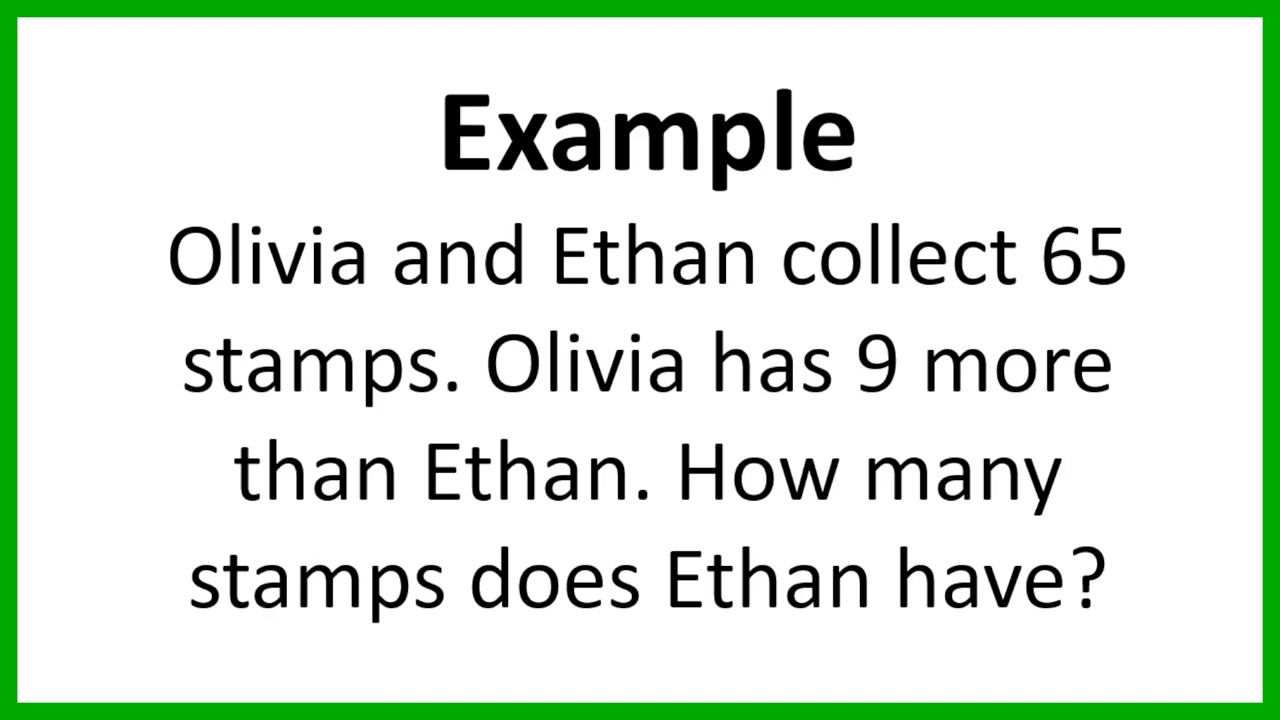 Example
Olivia and Ethan collect 65
stamps. Olivia has 9 more
than Ethan. How many
stamps does Ethan have?